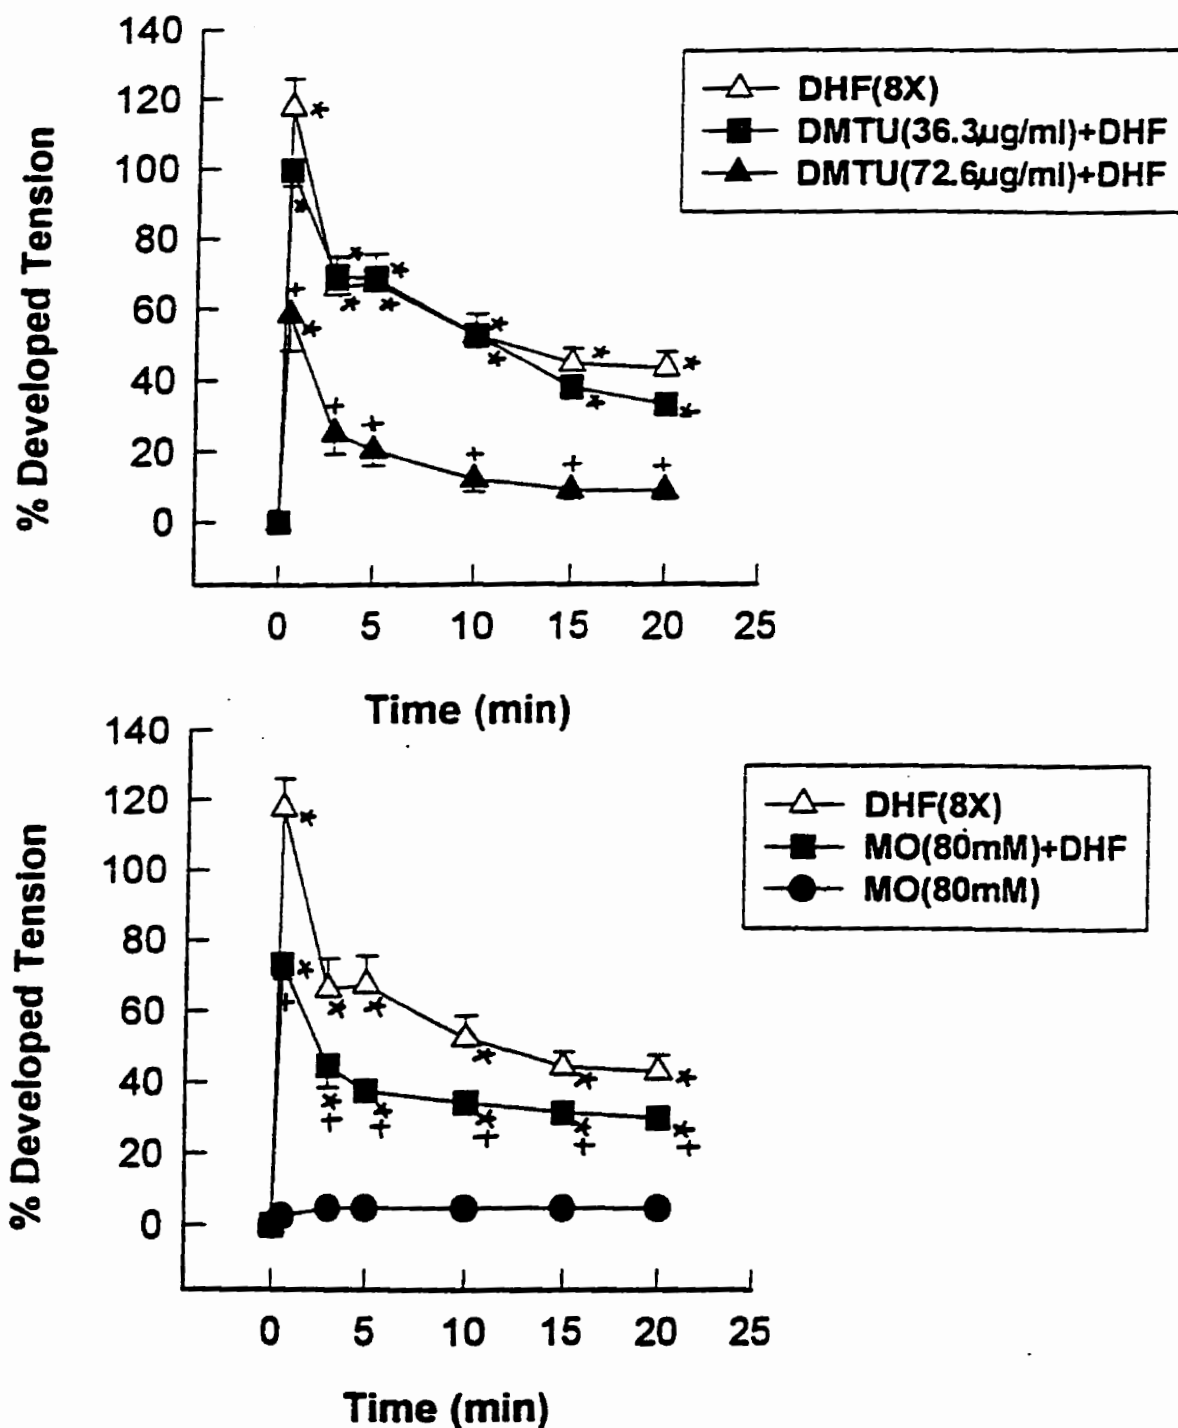 140
120
100
80
60
40
20
0
% Developed Tension
DHF(8X)
DMTU(36.3µg/ml)+DHF
DMTU(72.6µg/ml)+DHF
0 5 10 15 20 25
Time (min)
140
120
100
80
60
40
20
0
% Developed Tension
DHF(8X)
MO(80mM)+DHF
MO(80mM)
0 5 10 15 20 25
Time (min)